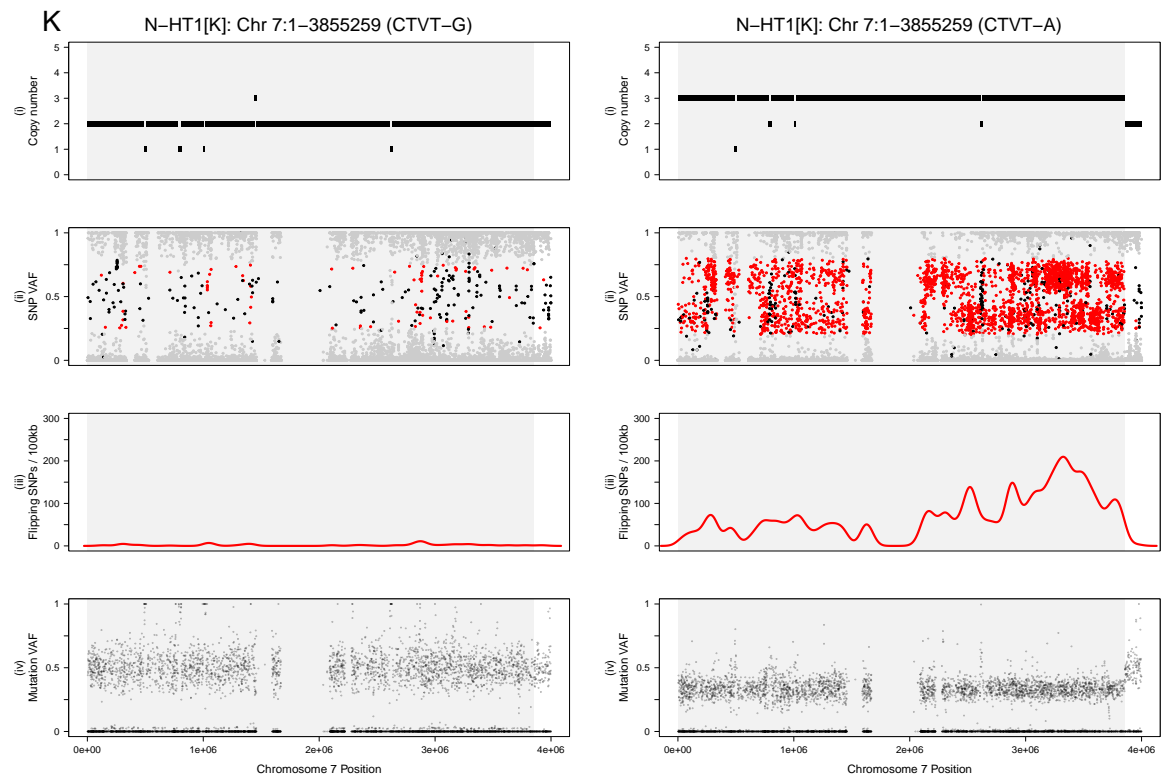 K
N−HT1[K]: Chr 7:1−3855259 (CTVT−G)
N−HT1[K]: Chr 7:1−3855259 (CTVT−A)
(i)
Copy number
5
4
3
2
1
0
(i)
Copy number
5
4
3
2
1
0
(ii)
SNP VAF
1
0.5
0
(ii)
SNP VAF
1
0.5
0
(iii)
Flipping SNPs / 100kb
300
200
100
0
(iii)
Flipping SNPs / 100kb
300
200
100
0
(iv)
Mutation VAF
1
0.5
0
(iv)
Mutation VAF
1
0.5
0
0e+00 1e+06 2e+06 3e+06 4e+06
Chromosome 7 Position
0e+00 1e+06 2e+06 3e+06 4e+06
Chromosome 7 Position